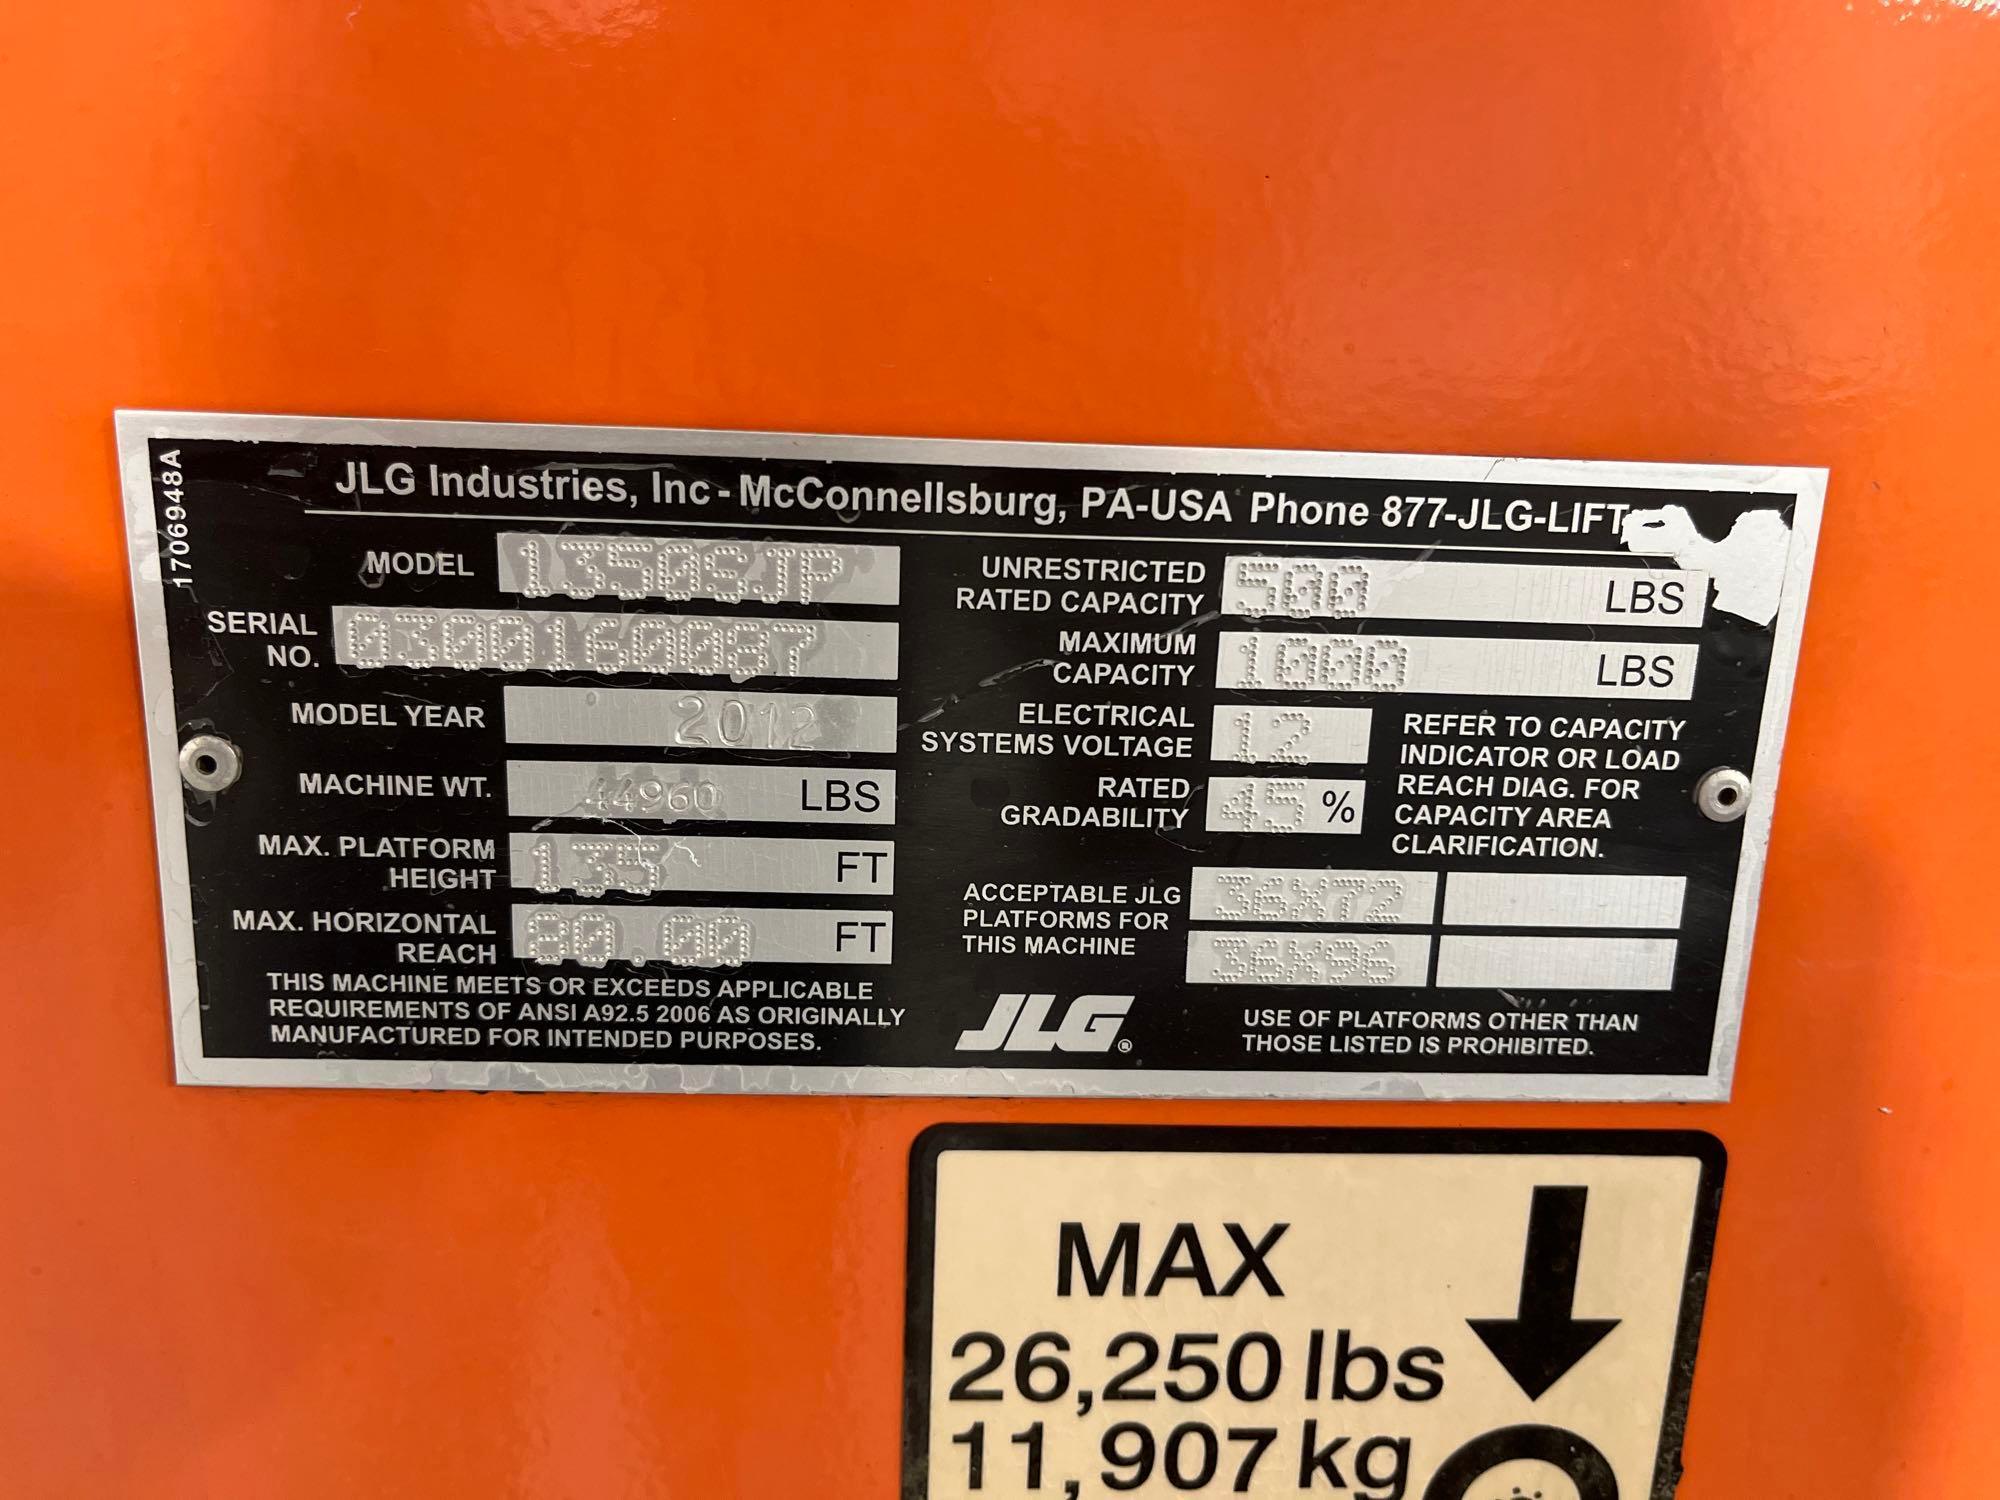 1706948A
JLG Industries, Inc - McConnellsburg, PA-USA Phone 877-JLG-LIFT
MODEL 1350SJP
SERIAL NO. 0300160087
MODEL YEAR 2012
MACHINE WT. 44960 LBS
MAX. PLATFORM HEIGHT 135 FT
MAX. HORIZONTAL REACH 80.00 FT
THIS MACHINE MEETS OR EXCEEDS APPLICABLE
REQUIREMENTS OF ANSI A92.5 2006 AS ORIGINALLY
MANUFACTURED FOR INTENDED PURPOSES.
UNRESTRICTED RATED CAPACITY 500 LBS
MAXIMUM CAPACITY 1000 LBS
ELECTRICAL SYSTEMS VOLTAGE 12
RATED GRADABILITY 45 %
REFER TO CAPACITY
INDICATOR OR LOAD
REACH DIAG. FOR
CAPACITY AREA
CLARIFICATION.
ACCEPTABLE JLG
PLATFORMS FOR
THIS MACHINE
36X72
36X96
JLG®
USE OF PLATFORMS OTHER THAN
THOSE LISTED IS PROHIBITED.
MAX
26,250 lbs
11,907 kg